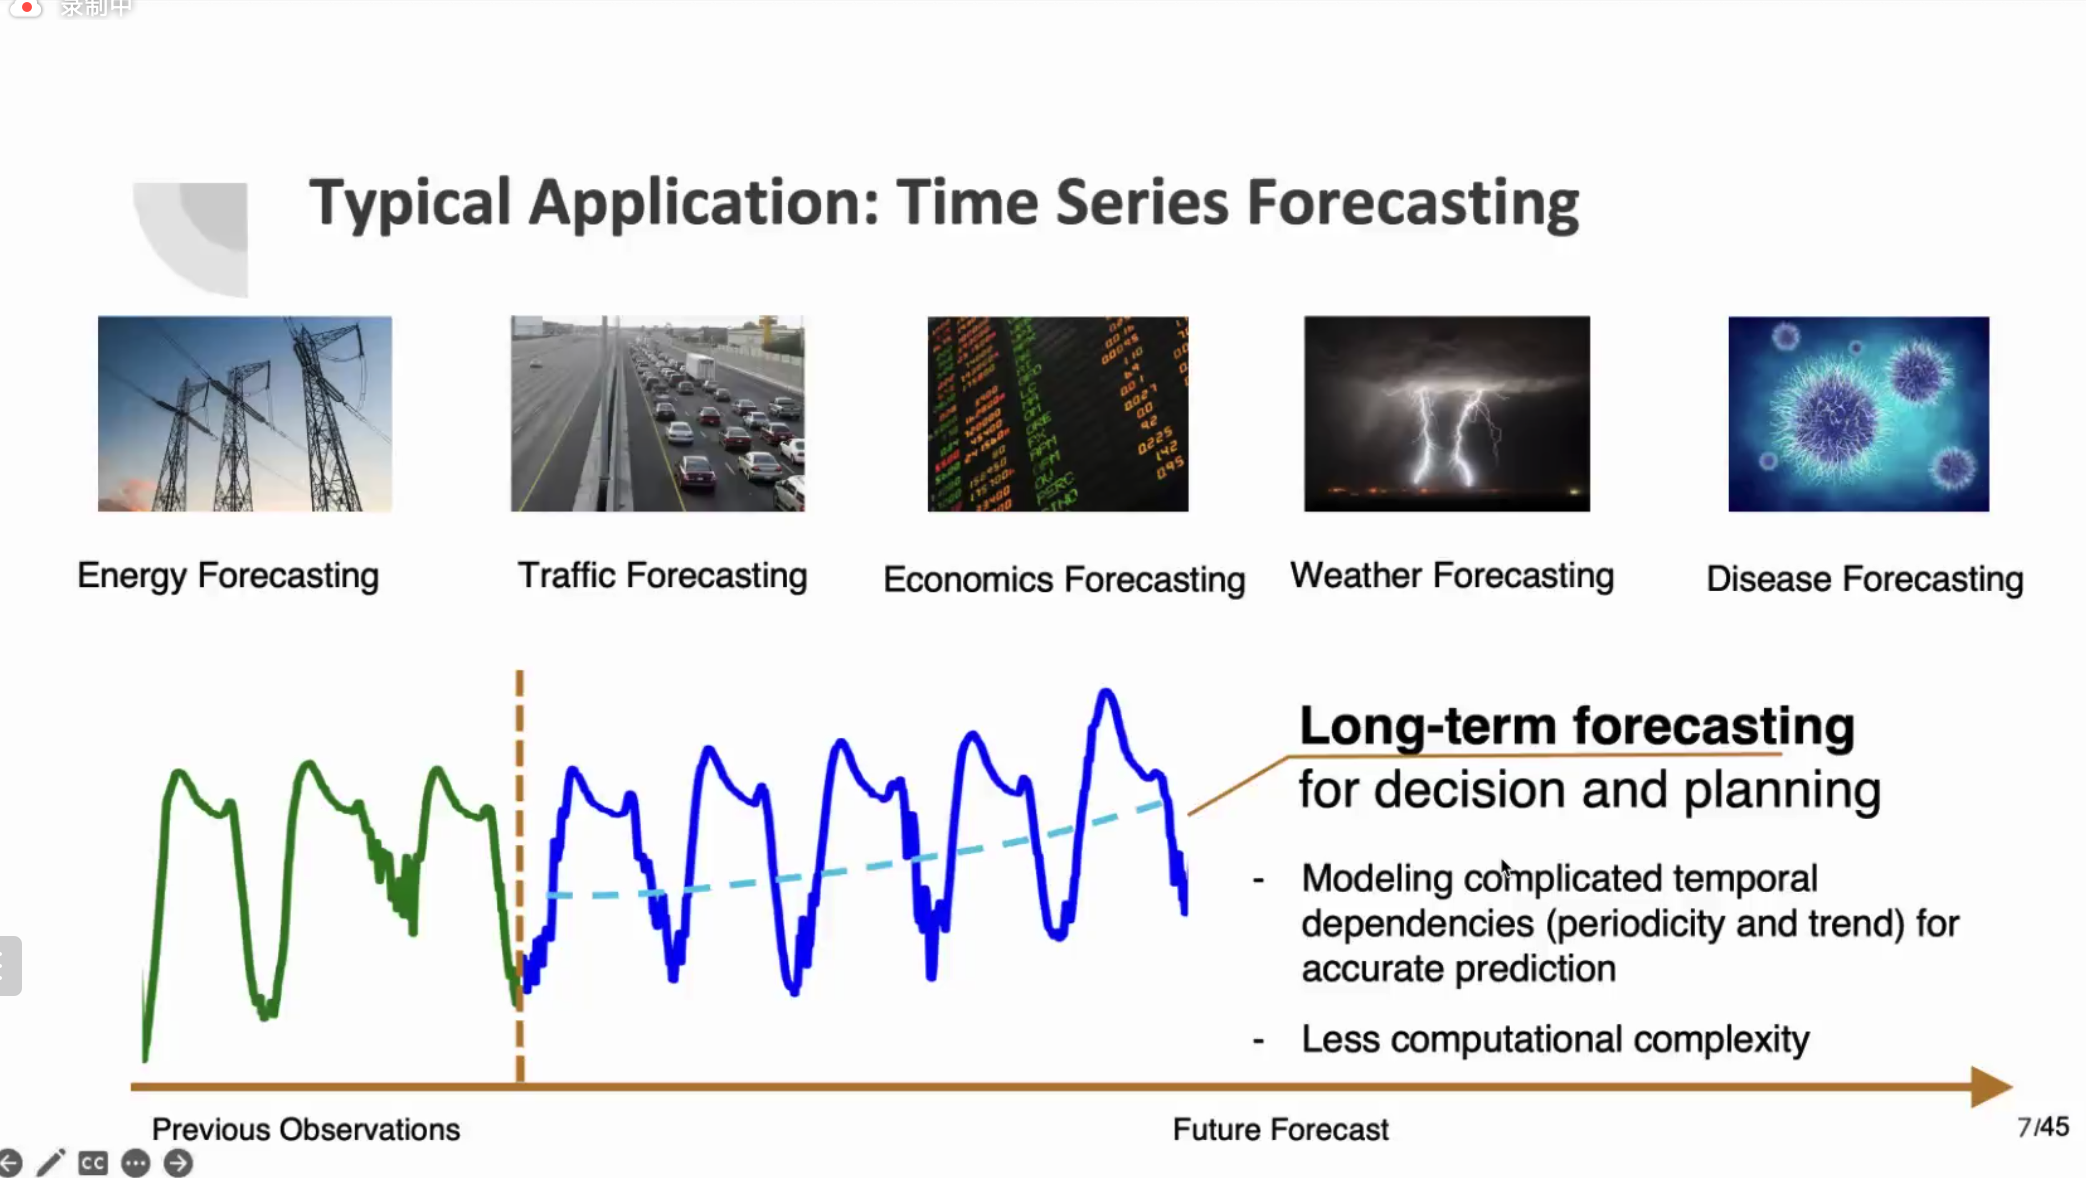 录制中
Typical Application: Time Series Forecasting
Energy Forecasting
Traffic Forecasting
Economics Forecasting
Weather Forecasting
Disease Forecasting
Long-term forecasting
for decision and planning
- Modeling complicated temporal
dependencies (periodicity and trend) for
accurate prediction
- Less computational complexity
Previous Observations
Future Forecast
7/45
CC